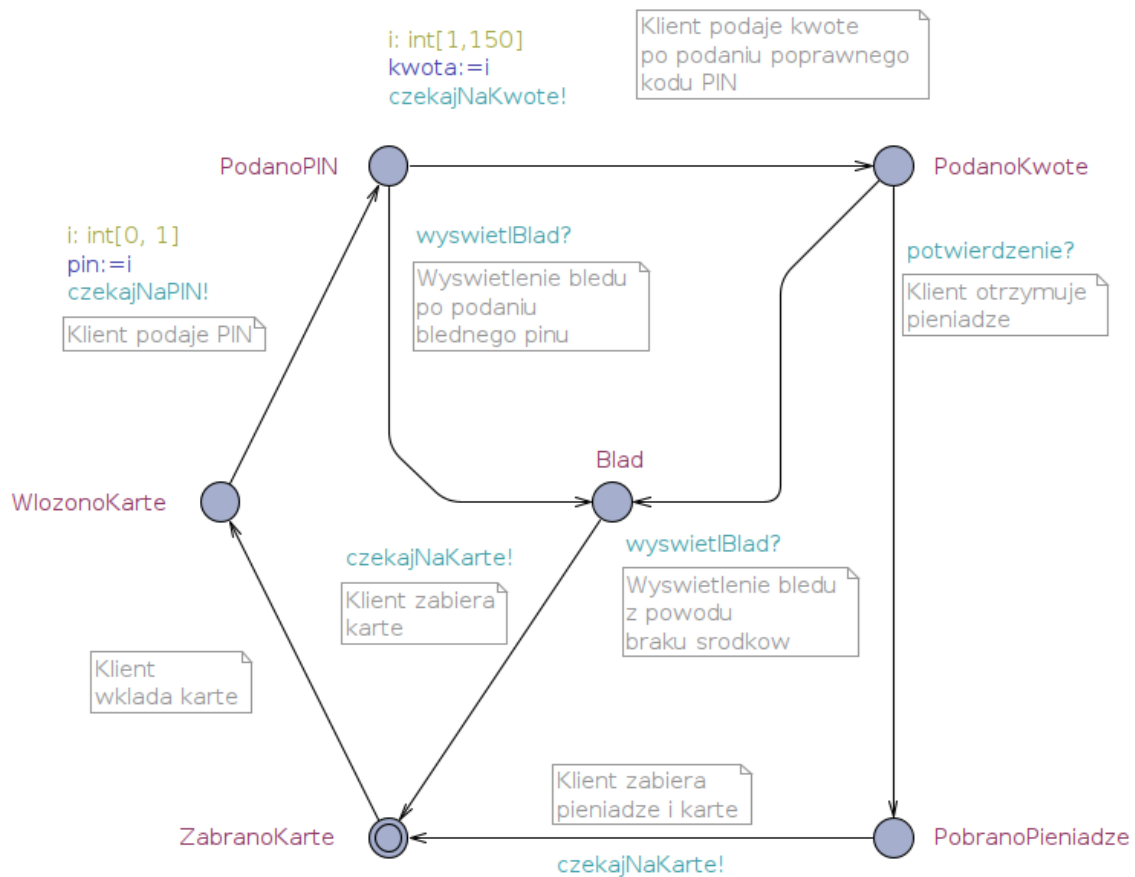 i: int[1,150]
kwota:=i
czekajNaKwote!
Klient podaje kwote
po podaniu poprawnego
kodu PIN
PodanoPIN
PodanoKwote
i: int[0, 1]
pin:=i
czekajNaPIN!
Klient podaje PIN
wyswietlBlad?
Wyswietlenie bledu
po podaniu
blednego pinu
potwierdzenie?
Klient otrzymuje
pieniadze
Blad
WlozonoKarte
czekajNaKarte!
Klient zabiera
karte
wyswietlBlad?
Wyswietlenie bledu
z powodu
braku srodkow
Klient
wklada karte
Klient zabiera
pieniadze i karte
ZabranoKarte
PobranoPieniadze
czekajNaKarte!